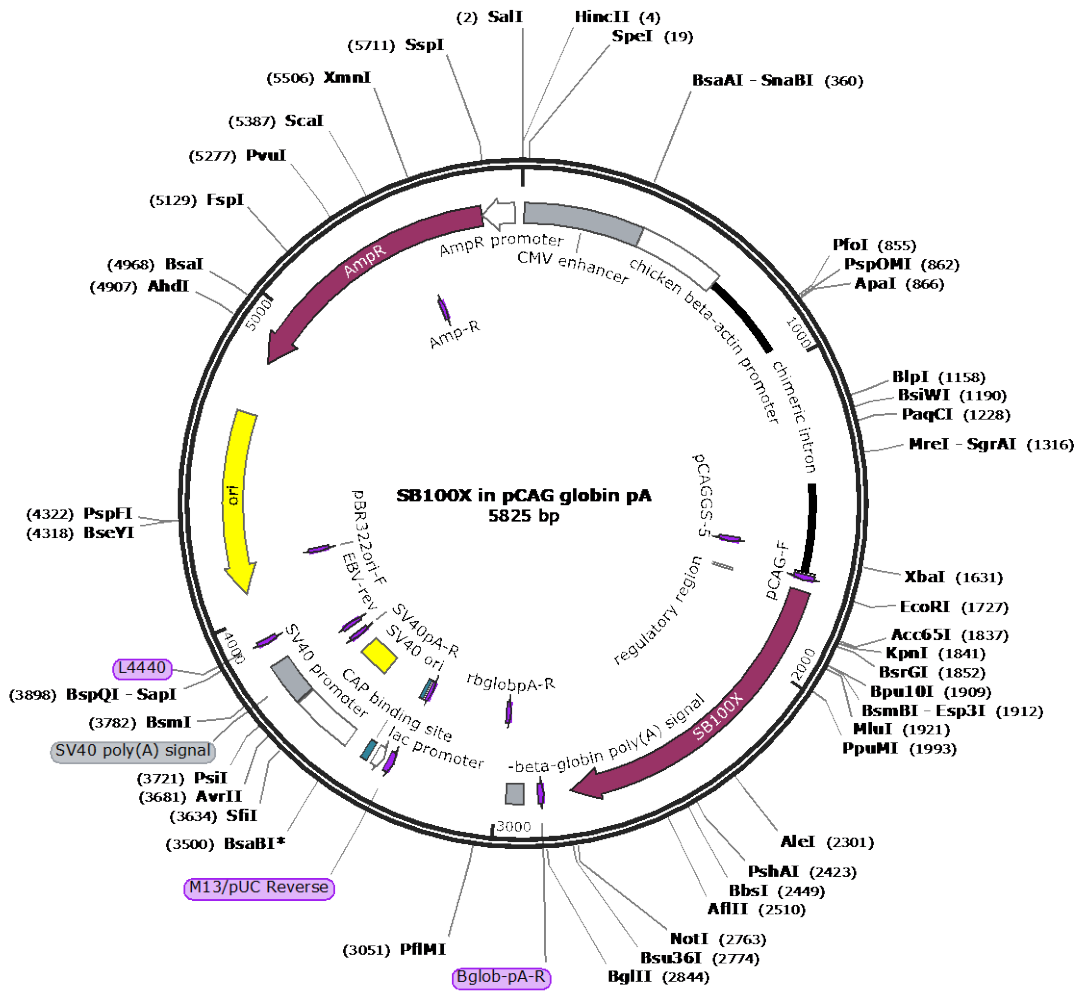 (2) SalI
HincII (4)
SpeI (19)
(5711) SspI
BsaAI - SnaBI (360)
(5506) XmnI
(5387) ScaI
(5277) PvuI
(5129) FspI
(4968) BsaI
(4907) AhdI
PfoI (855)
PspOMI (862)
ApaI (866)
1000
5000
AmpR
AmpR promoter
CMV enhancer
chicken beta-actin promoter
Amp-R
chimeric intron
BlpI (1158)
BsiWI (1190)
PaqCI (1228)
MreI - SgrAI (1316)
ori
SB100X in pCAG globin pA
5825 bp
pCAGGS-5
pCAG-F
regulatory region
(4322) PspFI
(4318) BseYI
pBR322ori-F
EBV-rev
SV40pA-R
SV40 ori
XbaI (1631)
EcoRI (1727)
Acc65I (1837)
KpnI (1841)
BsrGI (1852)
Bpu10I (1909)
BsmBI - Esp3I (1912)
MluI (1921)
PpuMI (1993)
2000
4000
L4440
(3898) BspQI - SapI
(3782) BsmI
SV40 poly(A) signal
(3721) PsiI
(3681) AvrII
(3634) SfiI
(3500) BsaBI*
SV40 promoter
CAP binding site
lac promoter
rbglobpA-R
-beta-globin poly(A) signal
SB100X
3000
AleI (2301)
PshAI (2423)
BbsI (2449)
AflII (2510)
NotI (2763)
Bsu36I (2774)
BglII (2844)
M13/pUC Reverse
(3051) PflMI
Bglob-pA-R